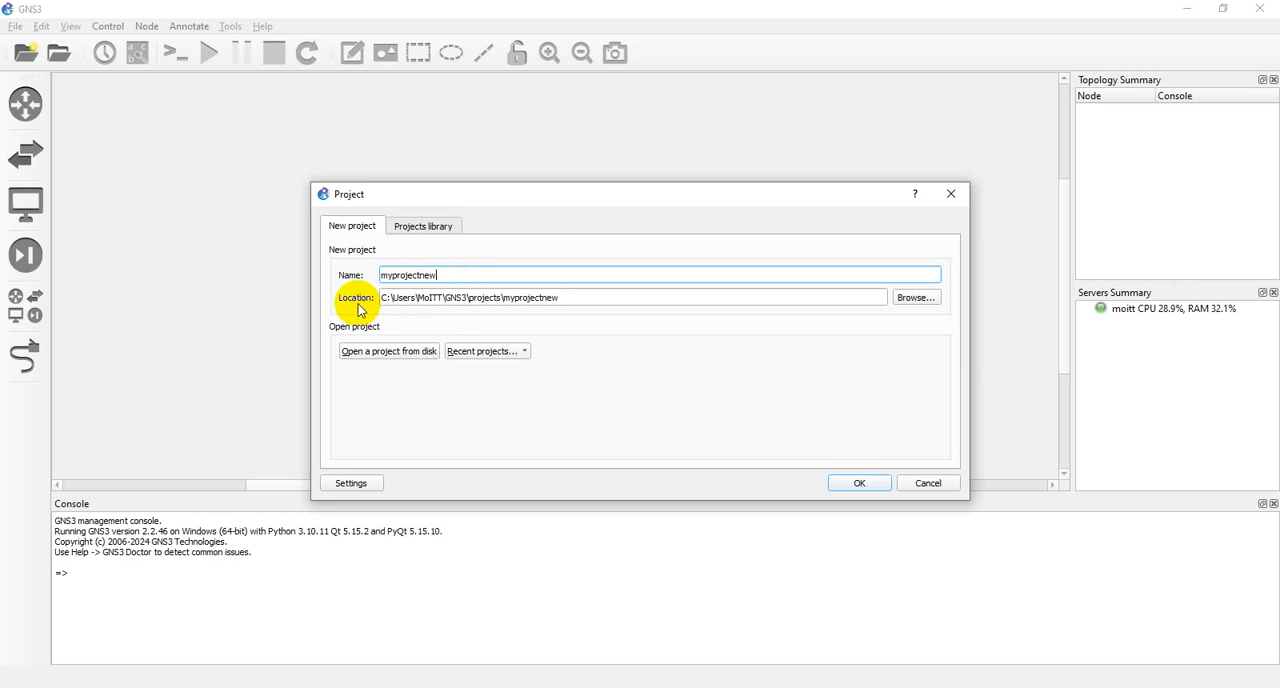 GNS3
File Edit View Control Node Annotate Tools Help
Topology Summary
Node Console
Project
New project Projects library
New project
Name: myprojectnew
Location: C:\Users\MoITT\GNS3\projects\myprojectnew Browse...
Open project
Open a project from disk Recent projects...
Settings OK Cancel
Servers Summary
moitt CPU 28.9%, RAM 32.1%
Console
GNS3 management console.
Running GNS3 version 2.2.46 on Windows (64-bit) with Python 3.10.11 Qt 5.15.2 and PyQt 5.15.10.
Copyright (c) 2006-2024 GNS3 Technologies.
Use Help -> GNS3 Doctor to detect common issues.
=>